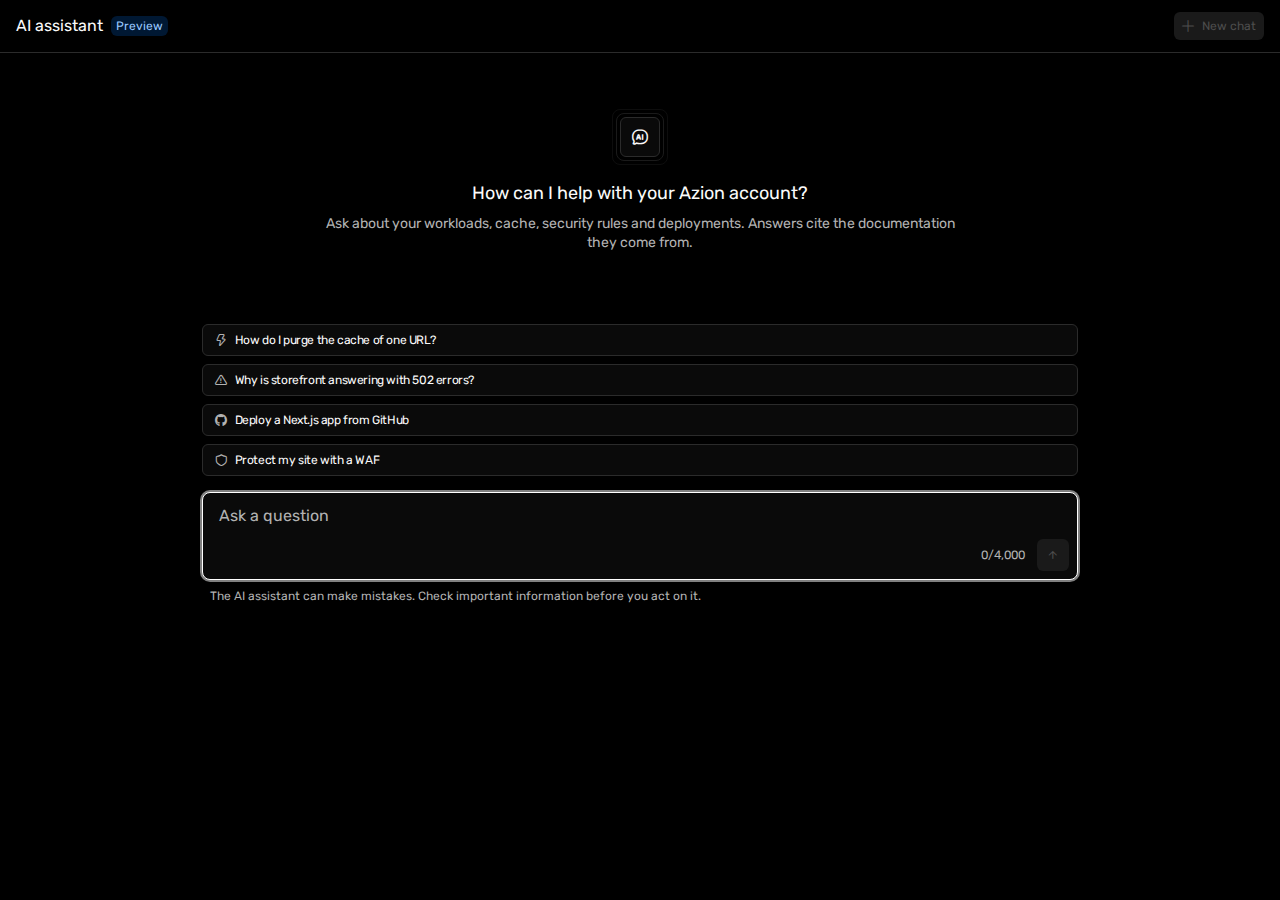 AI assistant Preview
New chat
AI
How can I help with your Azion account?
Ask about your workloads, cache, security rules and deployments. Answers cite the documentation
they come from.
How do I purge the cache of one URL?
Why is storefront answering with 502 errors?
Deploy a Next.js app from GitHub
Protect my site with a WAF
Ask a question
0/4,000
The AI assistant can make mistakes. Check important information before you act on it.